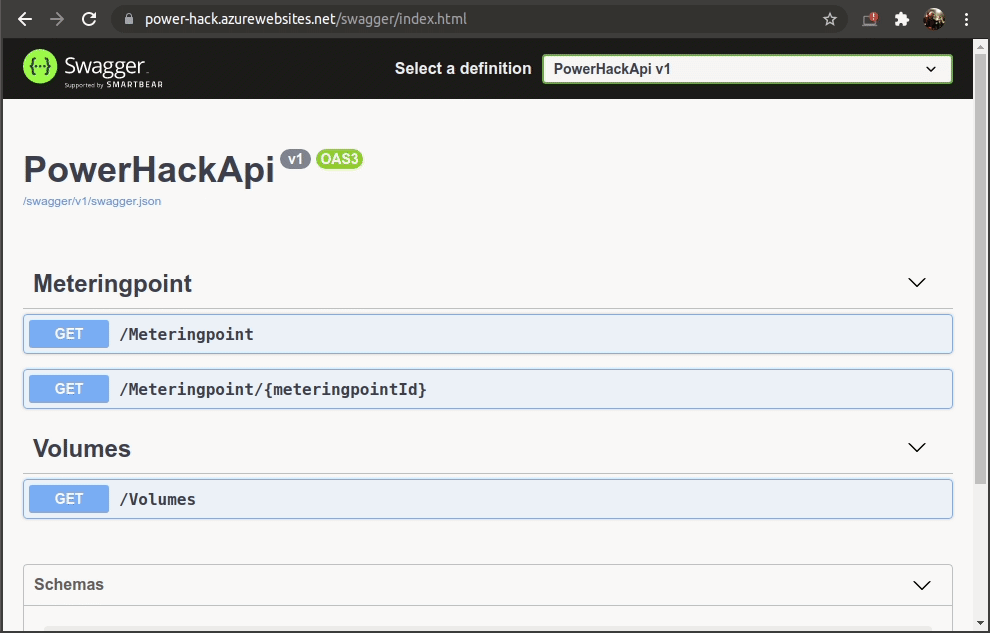 power-hack.azurewebsites.net/swagger/index.html
{··}
Swagger
Supported by SMARTBEAR
Select a definition
PowerHackApi v1
PowerHackApi v1 OAS3
/swagger/v1/swagger.json
Meteringpoint
GET /Meteringpoint
GET /Meteringpoint/{meteringpointId}
Volumes
GET /Volumes
Schemas